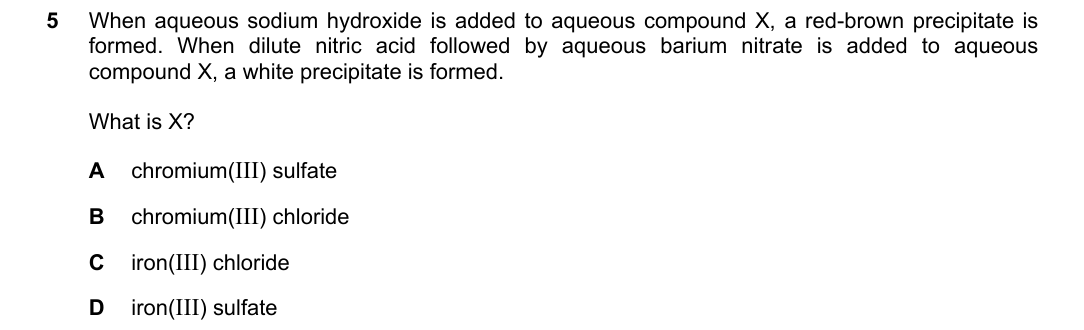 5 When aqueous sodium hydroxide is added to aqueous compound X, a red-brown precipitate is
formed. When dilute nitric acid followed by aqueous barium nitrate is added to aqueous
compound X, a white precipitate is formed.
What is X?
A chromium(III) sulfate
B chromium(III) chloride
C iron(III) chloride
D iron(III) sulfate